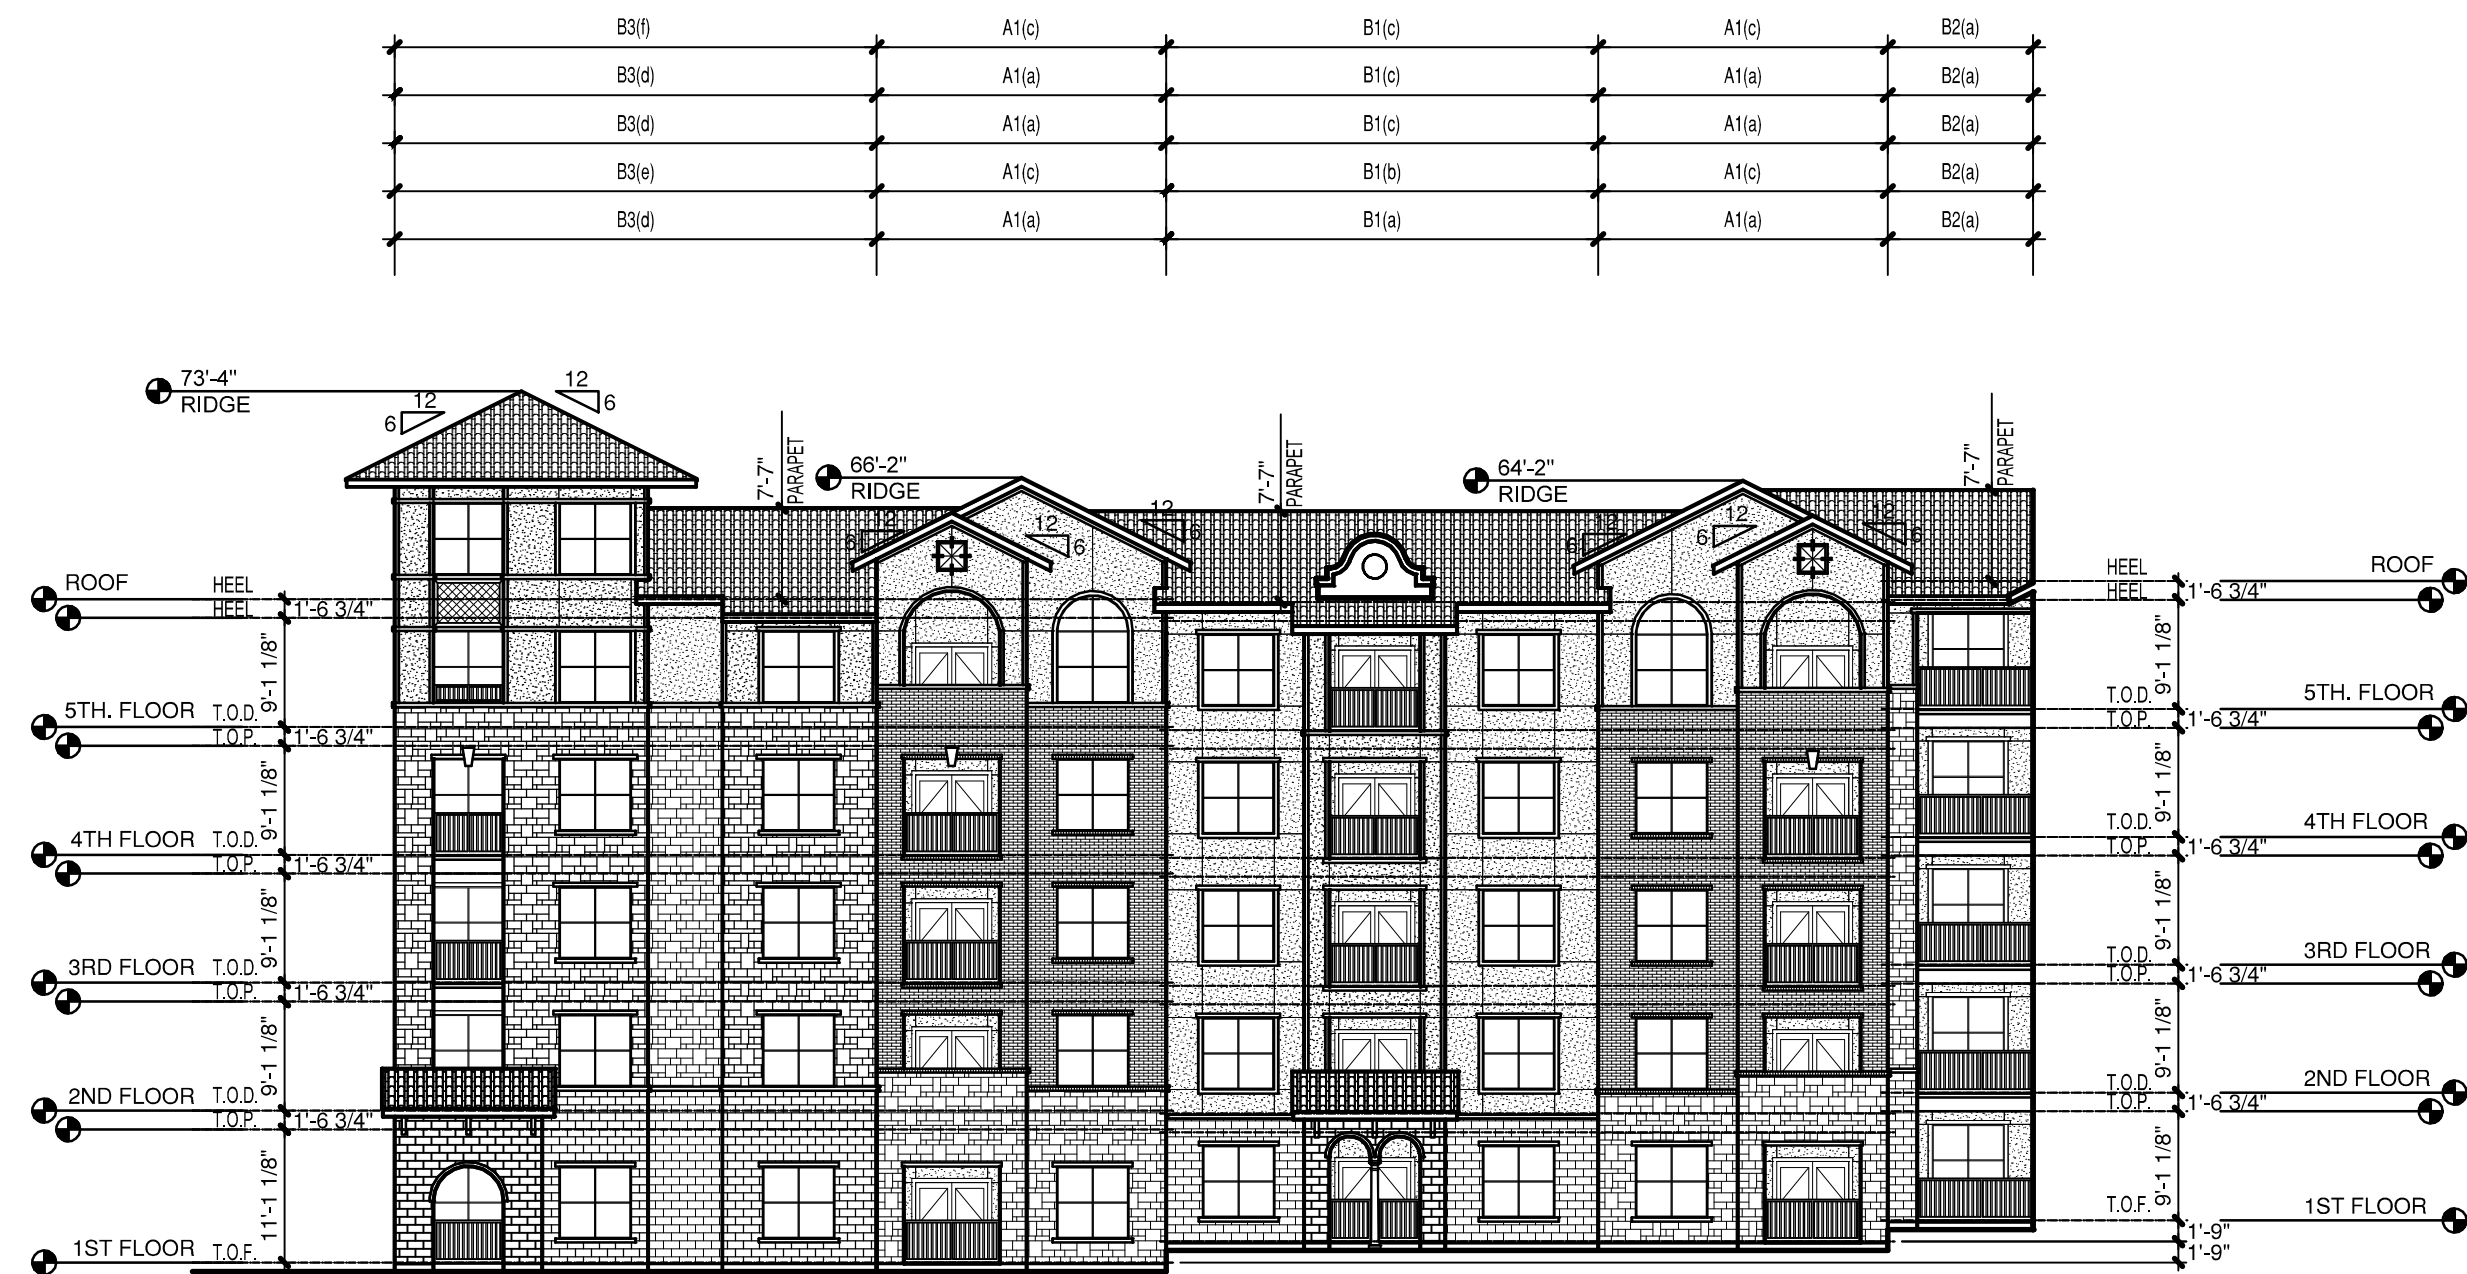 B3(f) A1(c) B1(c) A1(c) B2(a)
B3(d) A1(a) B1(c) A1(a) B2(a)
B3(d) A1(a) B1(c) A1(a) B2(a)
B3(e) A1(c) B1(b) A1(c) B2(a)
B3(d) A1(a) B1(a) A1(a) B2(a)
73'-4"
RIDGE
12
6
12
6
7'-7"
PARAPET
66'-2"
RIDGE
12
6
12
6
12
6
7'-7"
PARAPET
64'-2"
RIDGE
12
6
12
6
12
6
7'-7"
PARAPET
ROOF HEEL
HEEL 1'-6 3/4"
9'-1 1/8"
5TH. FLOOR T.O.D.
T.O.P. 1'-6 3/4"
9'-1 1/8"
4TH FLOOR T.O.D.
T.O.P. 1'-6 3/4"
9'-1 1/8"
3RD FLOOR T.O.D.
T.O.P. 1'-6 3/4"
9'-1 1/8"
2ND FLOOR T.O.D.
T.O.P. 1'-6 3/4"
11'-1 1/8"
1ST FLOOR T.O.F.
HEEL ROOF
HEEL 1'-6 3/4"
9'-1 1/8"
T.O.D. 5TH. FLOOR
T.O.P. 1'-6 3/4"
9'-1 1/8"
T.O.D. 4TH FLOOR
T.O.P. 1'-6 3/4"
9'-1 1/8"
T.O.D. 3RD FLOOR
T.O.P. 1'-6 3/4"
9'-1 1/8"
T.O.D. 2ND FLOOR
T.O.P. 1'-6 3/4"
9'-1 1/8"
T.O.F. 1ST FLOOR
1'-9"
1'-9"